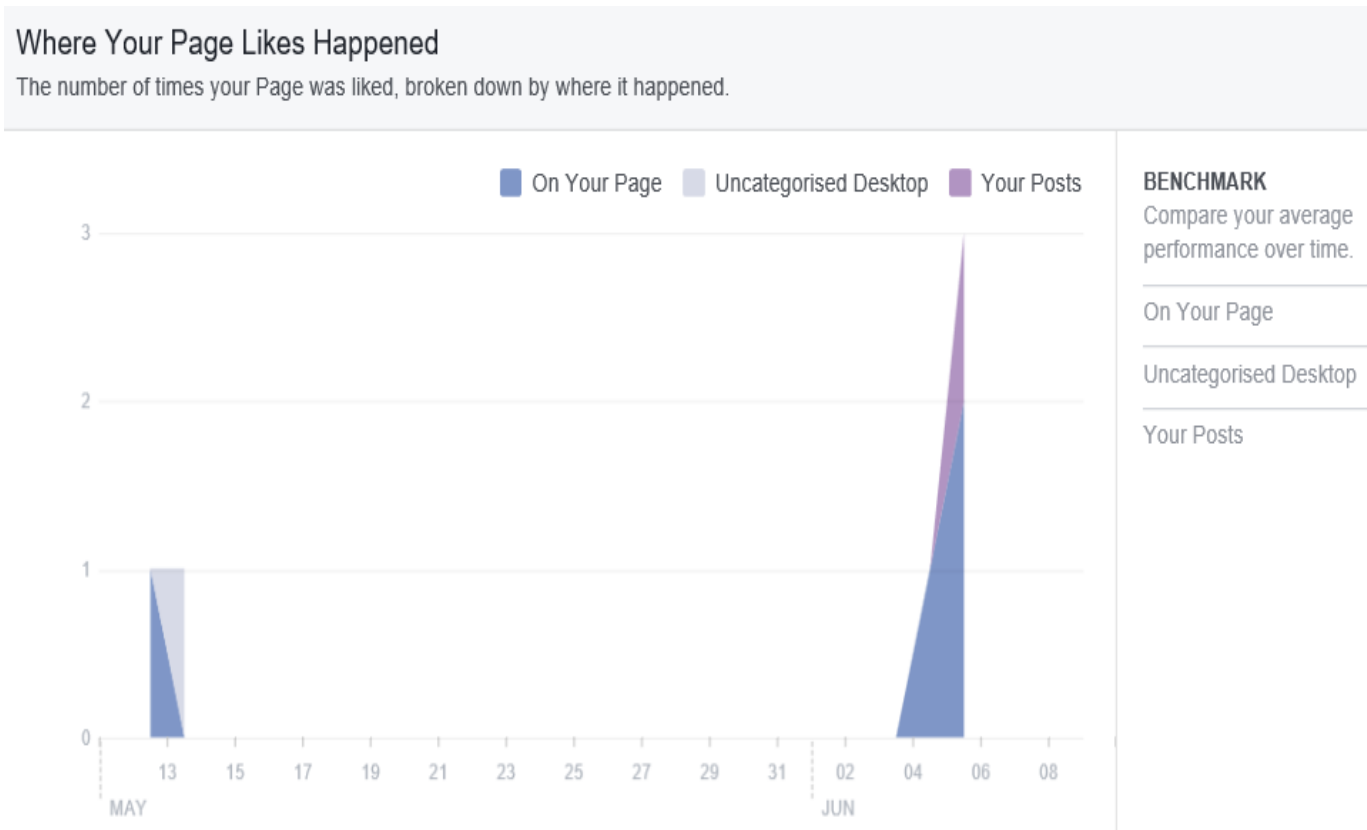 Where Your Page Likes Happened
The number of times your Page was liked, broken down by where it happened.
On Your Page Uncategorised Desktop Your Posts
3
2
1
0
13 15 17 19 21 23 25 27 29 31 02 04 06 08
MAY JUN
BENCHMARK
Compare your average
performance over time.
On Your Page
Uncategorised Desktop
Your Posts